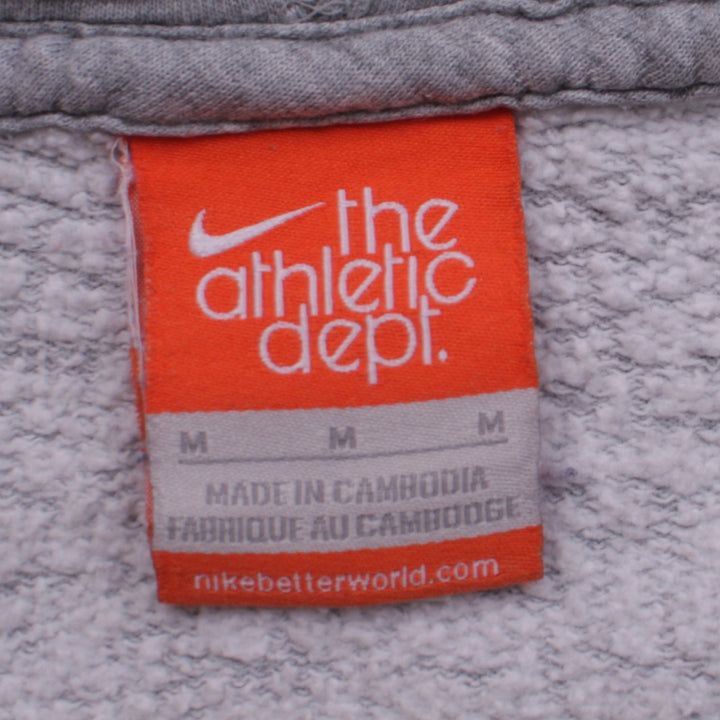 the
athletic
dept.
M M M
MADE IN CAMBODIA
FABRIQUE AU CAMBODGE
nikebetterworld.com